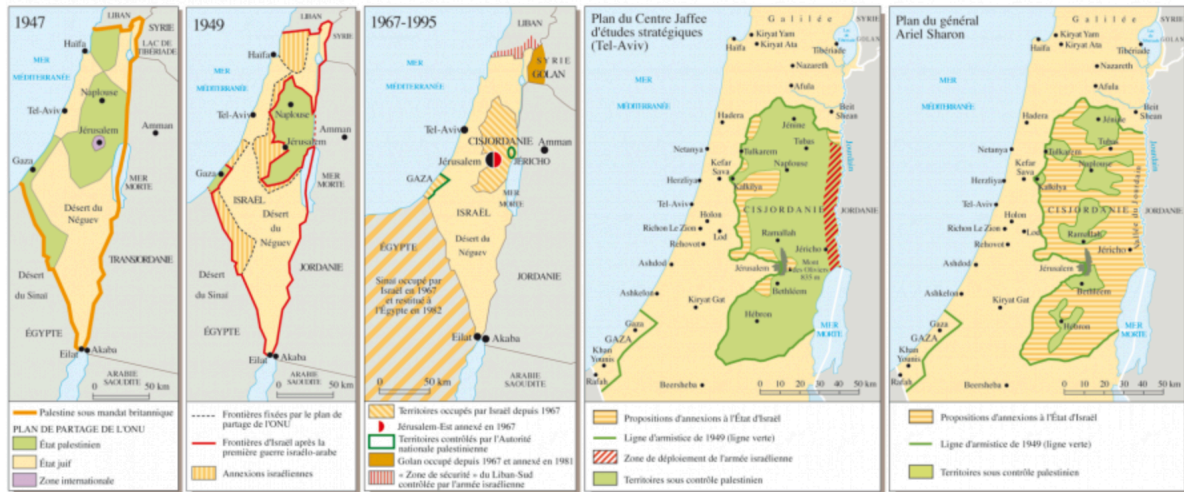 1947
LIBAN
SYRIE
Haïfa
LAC DE
TIBÉRIADE
MER
MÉDITERRANÉE
Naplouse
Tel-Aviv
Jérusalem
Amman
Gaza
MER
MORTE
Désert du
Néguev
TRANSJORDANIE
Désert
du Sinaï
ÉGYPTE
Eilat
Akaba
ARABIE
SAOUDITE
0 50 km
Palestine sous mandat britannique
PLAN DE PARTAGE DE L'ONU
État palestinien
État juif
Zone internationale
1949
LIBAN
SYRIE
Haïfa
MER
MÉDITERRANÉE
Naplouse
Tel-Aviv
Jérusalem
Amman
Gaza
MER
MORTE
ISRAËL
Désert
du
Néguev
JORDANIE
Désert
du Sinaï
ÉGYPTE
Eilat
Akaba
ARABIE
SAOUDITE
0 50 km
Frontières fixées par le plan de
partage de l'ONU
Frontières d'Israël après la
première guerre israélo-arabe
Annexions israéliennes
1967-1995
LIBAN
SYRIE
GOLAN
MER
MÉDITERRANÉE
Tel-Aviv
CISJORDANIE
Amman
Jérusalem
JÉRICHO
GAZA
MER
MORTE
ISRAËL
ÉGYPTE
Désert du
Néguev
JORDANIE
Sinaï occupé par
Israël en 1967
et restitué à
l'Égypte en 1982
Eilat
Akaba
ARABIE
SAOUDITE
0 50 km
Territoires occupés par Israël depuis 1967
Jérusalem-Est annexé en 1967
Territoires contrôlés par l'Autorité
nationale palestinienne
Golan occupé depuis 1967 et annexé en 1981
« Zone de sécurité » du Liban-Sud
contrôlée par l'armée israélienne
Plan du Centre Jaffee
d'études stratégiques
(Tel-Aviv)
Galilée
SYRIE
GOLAN
Kiryat Yam
Haïfa
Kiryat Ata
Tibériade
Nazareth
MER
MÉDITERRANÉE
Afula
Hadera
Beit
Shean
Jénine
Netanya
Tulkarem
Tubas
Kefar
Sava
Naplouse
Herzliya
Kalkilya
Jourdain
Tel-Aviv
CISJORDANIE
JORDANIE
Holon
Richon Le Zion
Lod
Rehovot
Ramallah
Jéricho
Ashdod
Jérusalem
Mont
des Oliviers
835 m
Bethléem
Ashkelon
Kiryat Gat
Hébron
Gaza
GAZA
MER
MORTE
Khan
Younis
Rafah
Beersheba
0 10 20 30 40 50 km
Propositions d'annexions à l'État d'Israël
Ligne d'armistice de 1949 (ligne verte)
Zone de déploiement de l'armée israélienne
Territoires sous contrôle palestinien
Plan du général
Ariel Sharon
Galilée
SYRIE
GOLAN
Kiryat Yam
Haïfa
Kiryat Ata
Tibériade
Nazareth
MER
MÉDITERRANÉE
Afula
Hadera
Beit
Shean
Jénine
Netanya
Tulkarem
Tubas
Kefar
Sava
Naplouse
Herzliya
Kalkilya
Jourdain
Tel-Aviv
CISJORDANIE
Vallée du Jourdain
JORDANIE
Holon
Richon Le Zion
Lod
Rehovot
Ramallah
Jéricho
Ashdod
Jérusalem
Bethléem
Ashkelon
Kiryat Gat
Hébron
Gaza
GAZA
MER
MORTE
Khan
Younis
Rafah
Beersheba
0 10 20 30 40 50 km
Propositions d'annexions à l'État d'Israël
Ligne d'armistice de 1949 (ligne verte)
Territoires sous contrôle palestinien